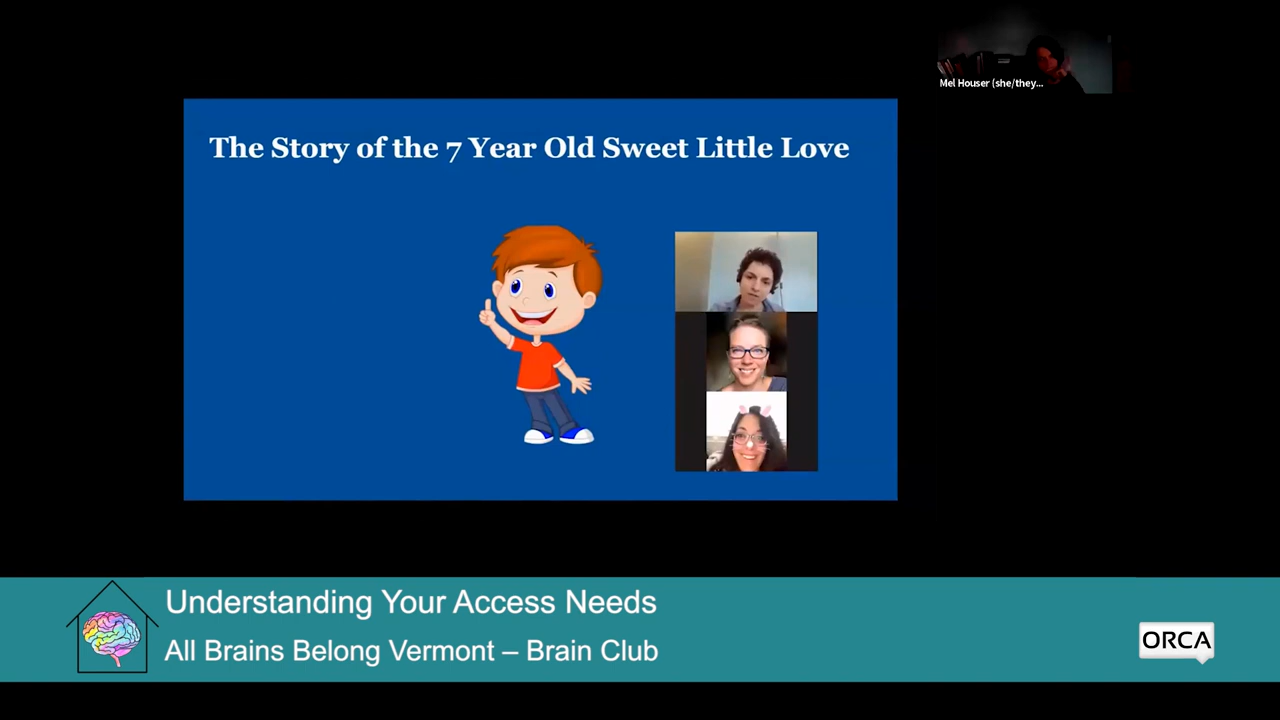 Mel Houser (she/they...
The Story of the 7 Year Old Sweet Little Love
Understanding Your Access Needs
All Brains Belong Vermont – Brain Club
ORCA